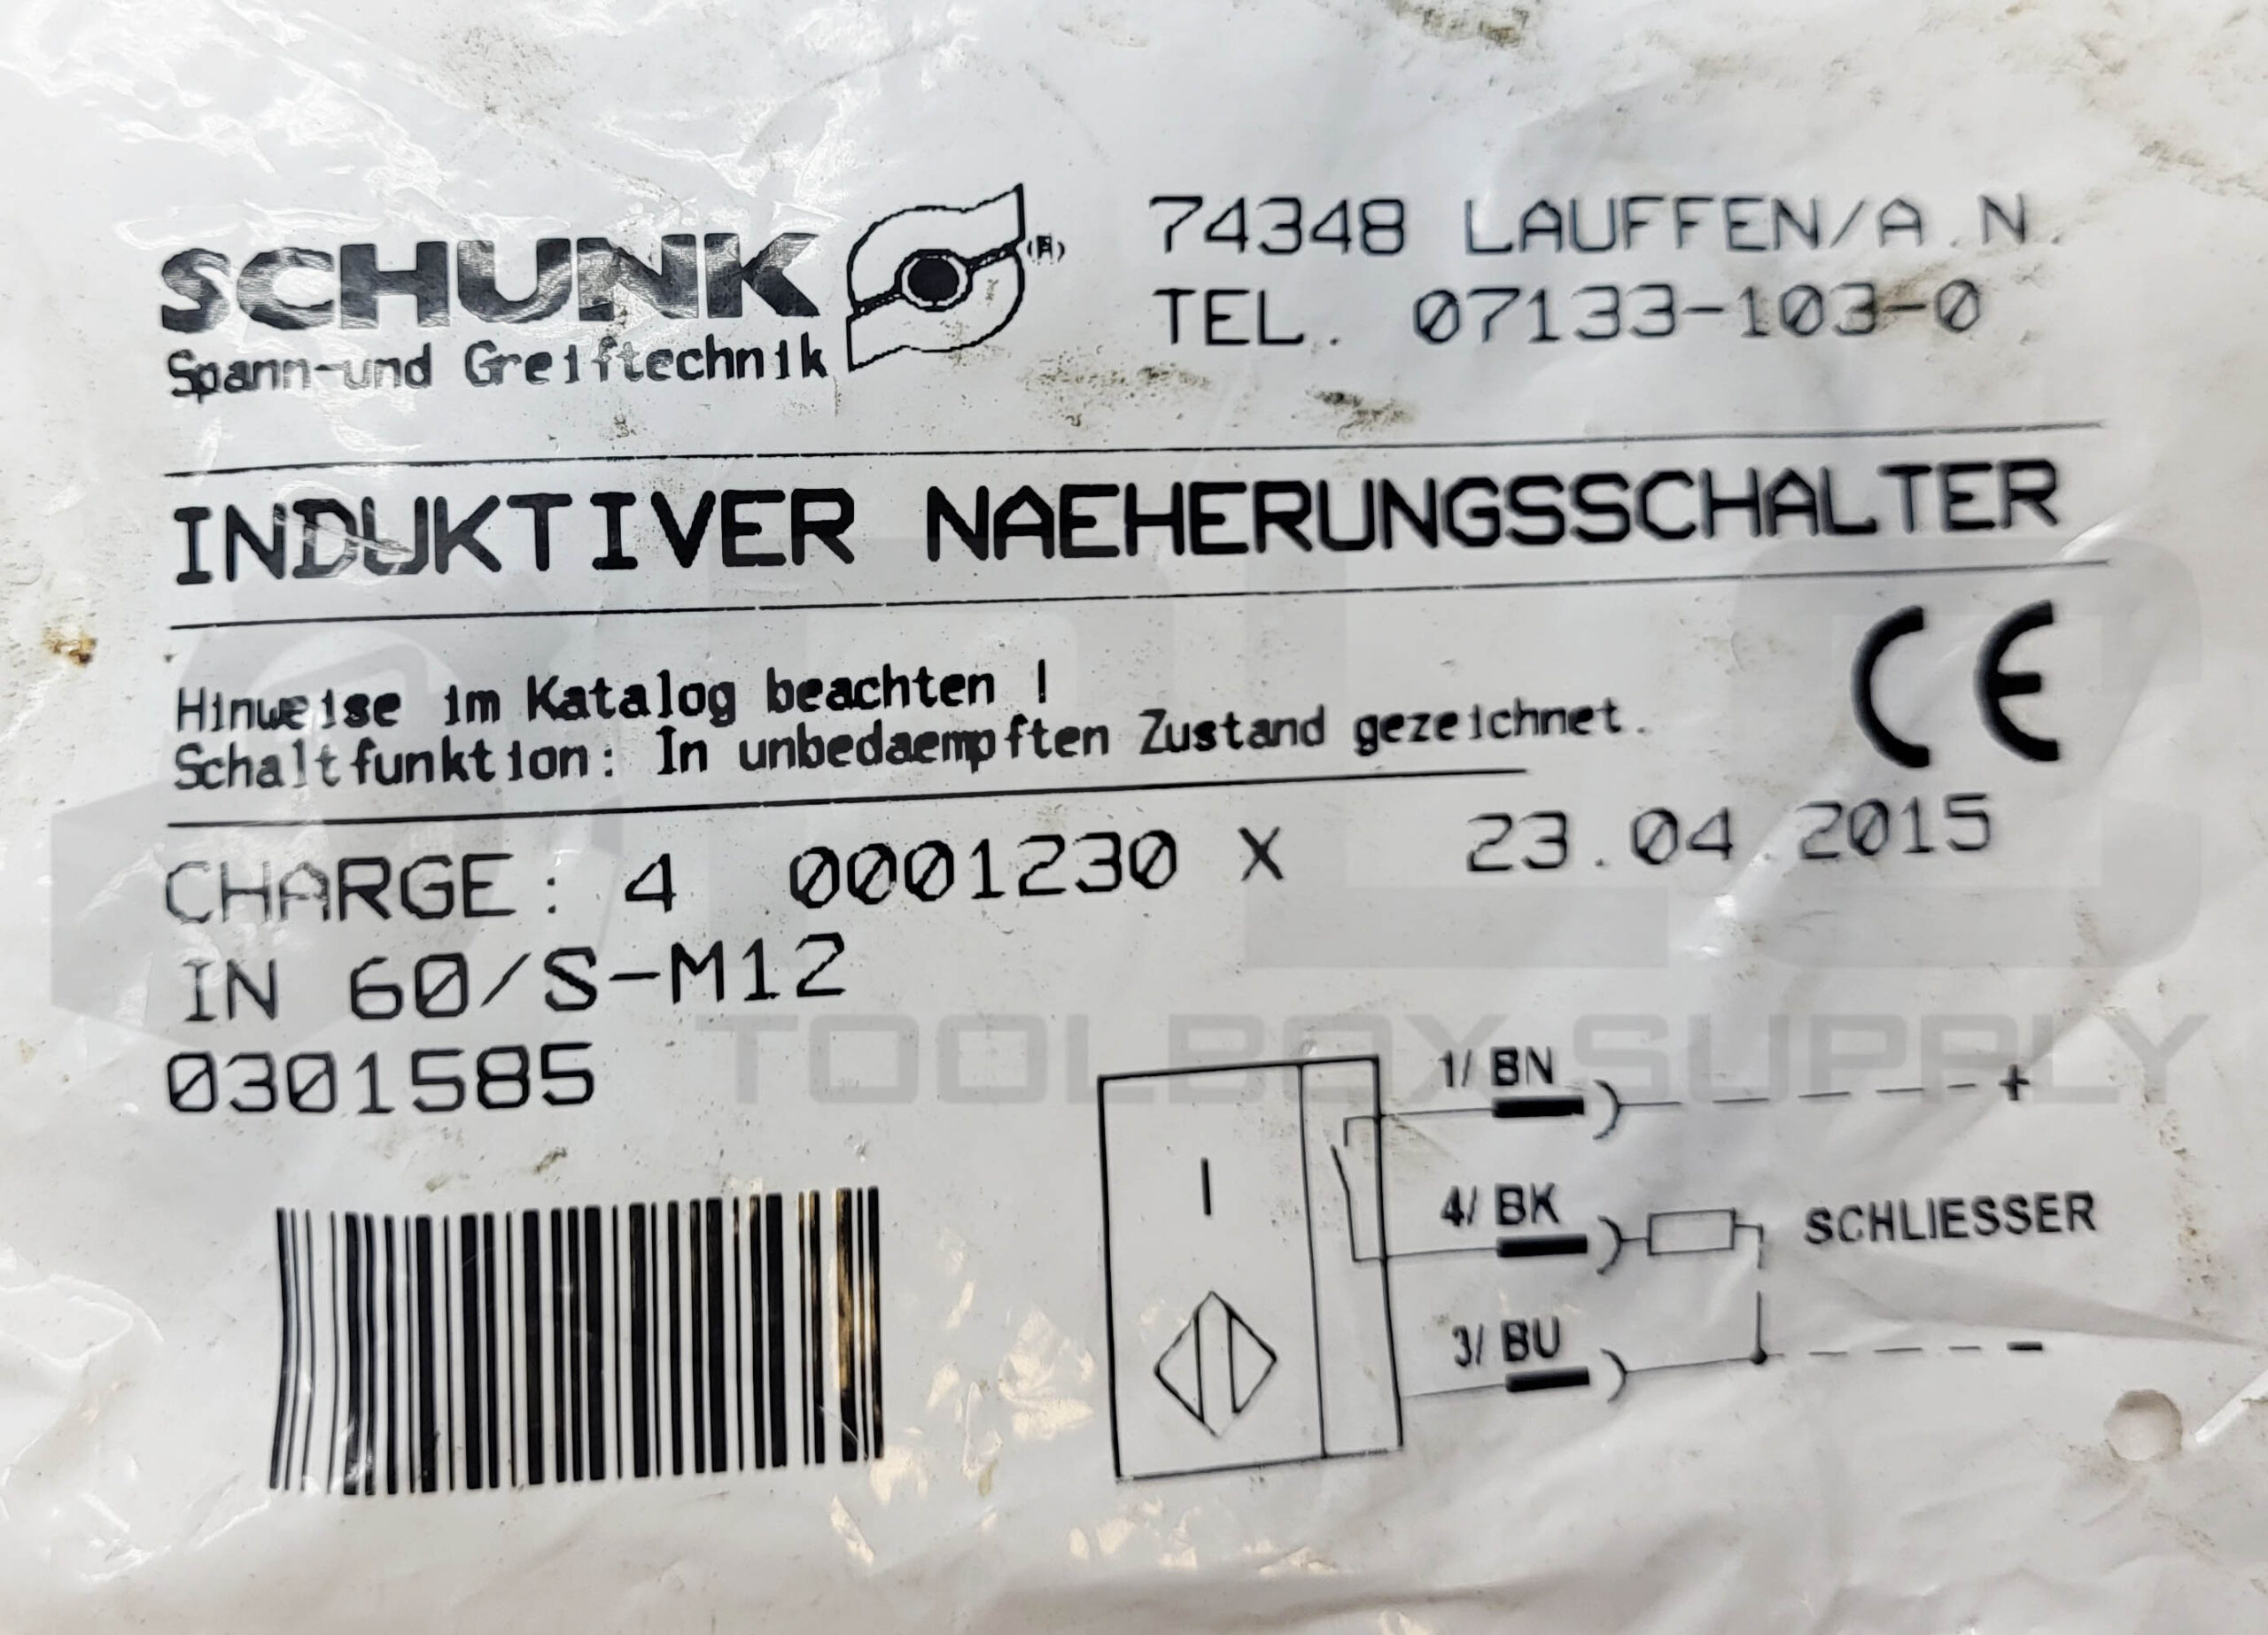 SCHUNK
(R)
Spann-und Greiftechnik
74348 LAUFFEN/A.N.
TEL. 07133-103-0
INDUKTIVER NAEHERUNGSSCHALTER
Hinweise im Katalog beachten !
Schaltfunktion: In unbedaempften Zustand gezeichnet.
CE
CHARGE: 4 0001230 X 23.04.2015
IN 60/S-M12
0301585
1/ BN +
I
4/ BK SCHLIESSER
3/ BU -
TOOLBOX SUPPLY